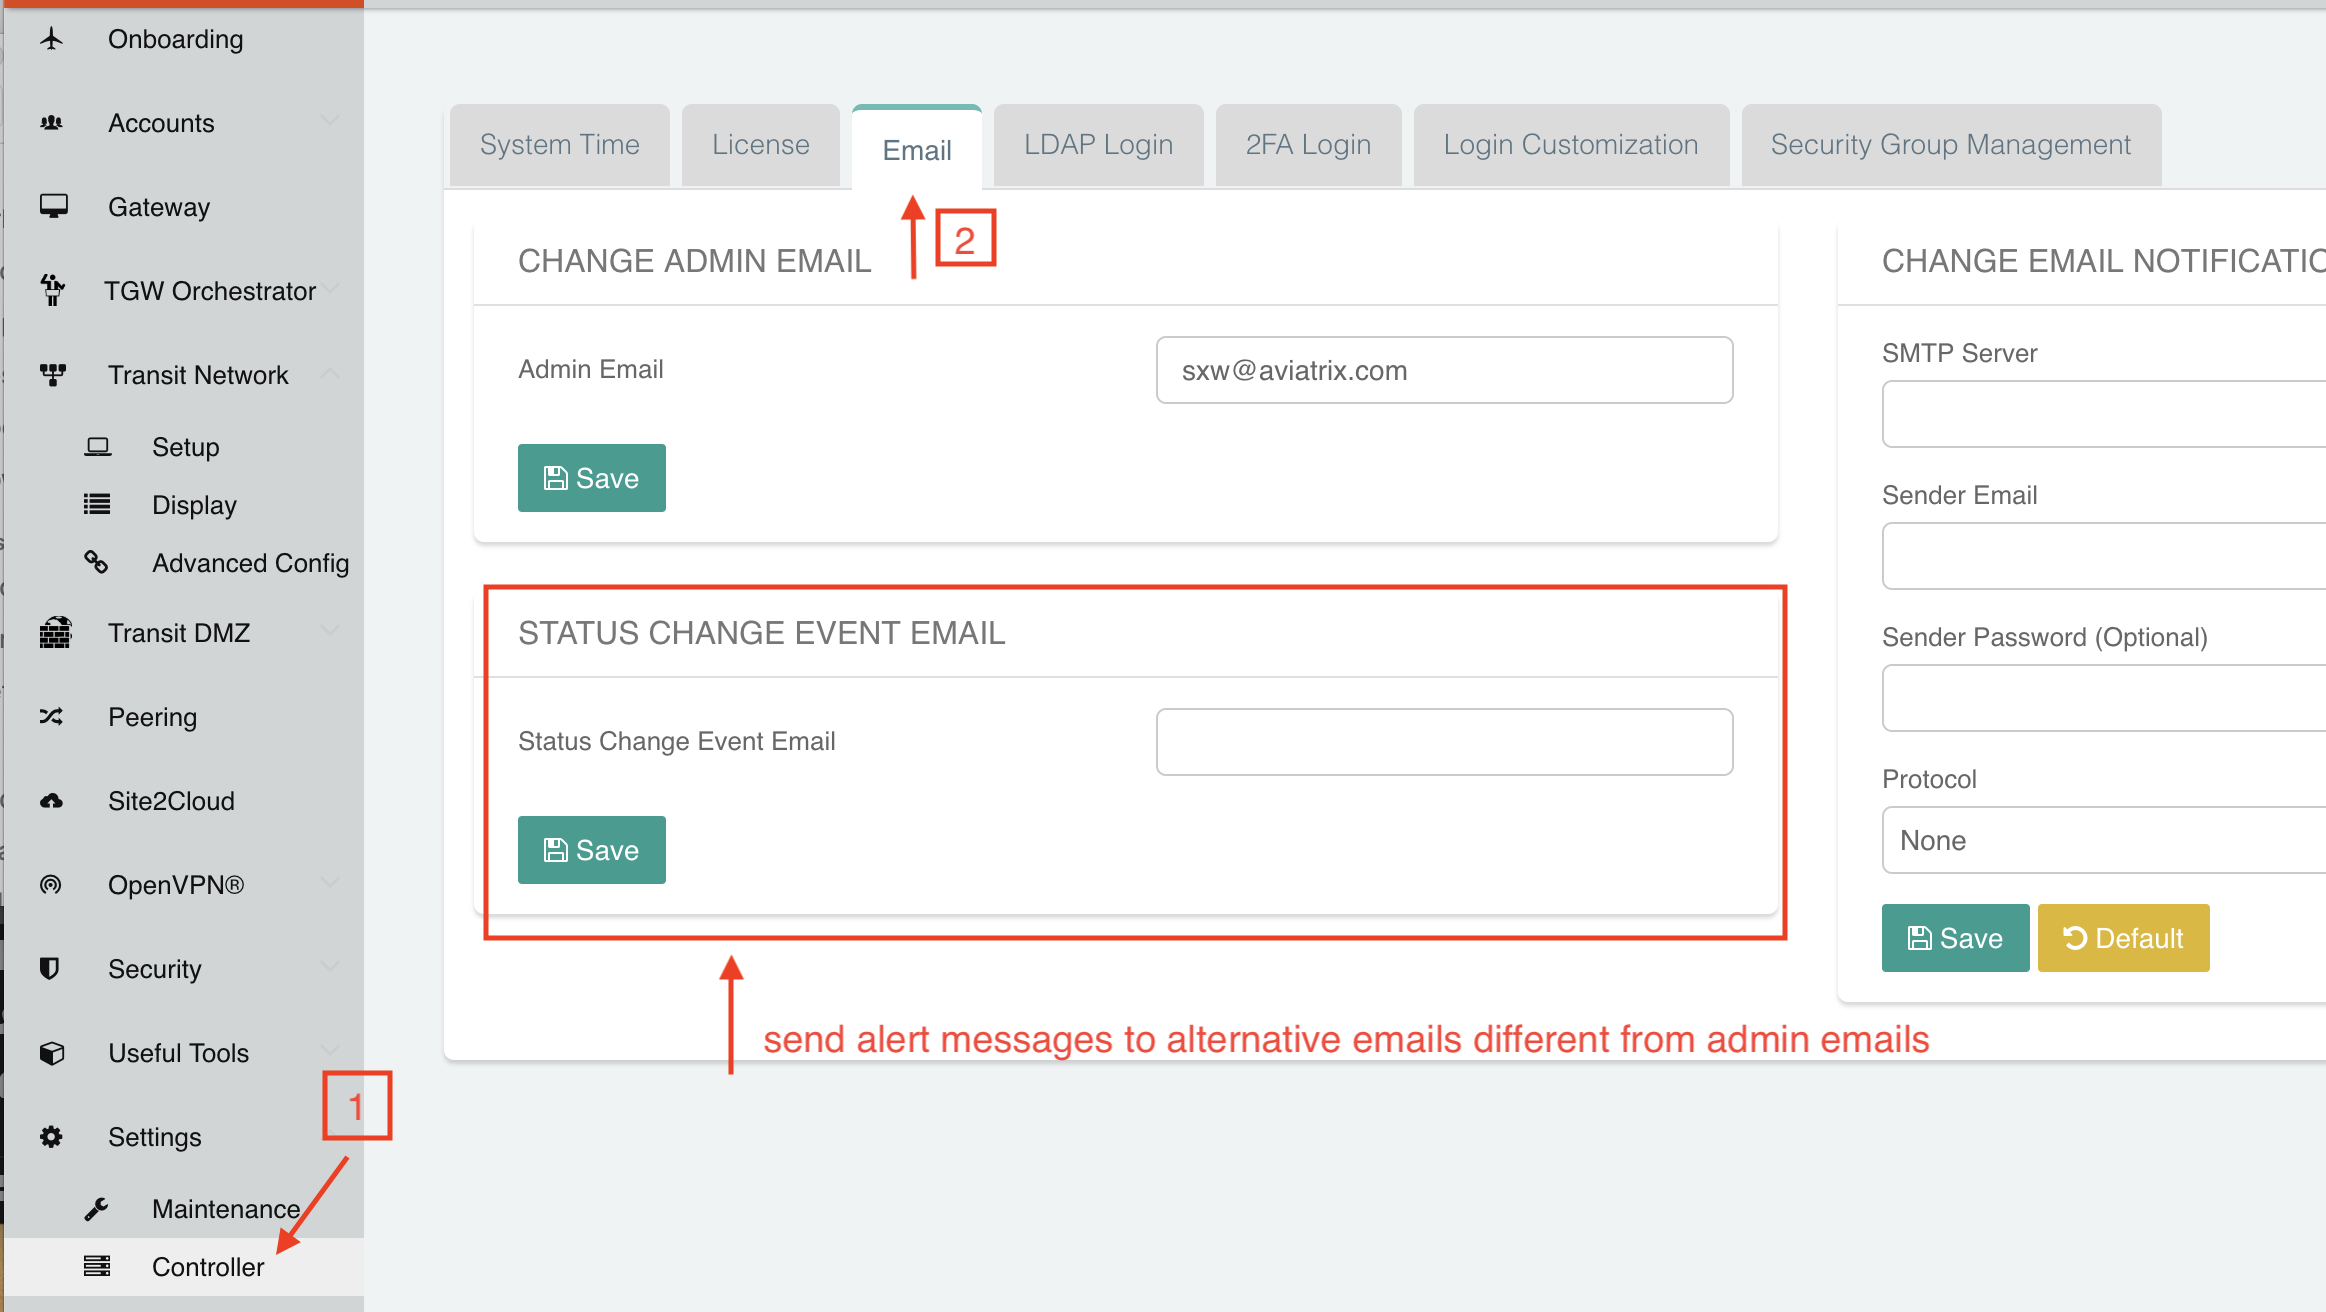 Onboarding
Accounts
Gateway
TGW Orchestrator
Transit Network
Setup
Display
Advanced Config
Transit DMZ
Peering
Site2Cloud
OpenVPN®
Security
Useful Tools
1
Settings
Maintenance
Controller
System Time
License
Email
LDAP Login
2FA Login
Login Customization
Security Group Management
2
CHANGE ADMIN EMAIL
Admin Email
sxw@aviatrix.com
Save
STATUS CHANGE EVENT EMAIL
Status Change Event Email
Save
send alert messages to alternative emails different from admin emails
CHANGE EMAIL NOTIFICATIO
SMTP Server
Sender Email
Sender Password (Optional)
Protocol
None
Save
Default